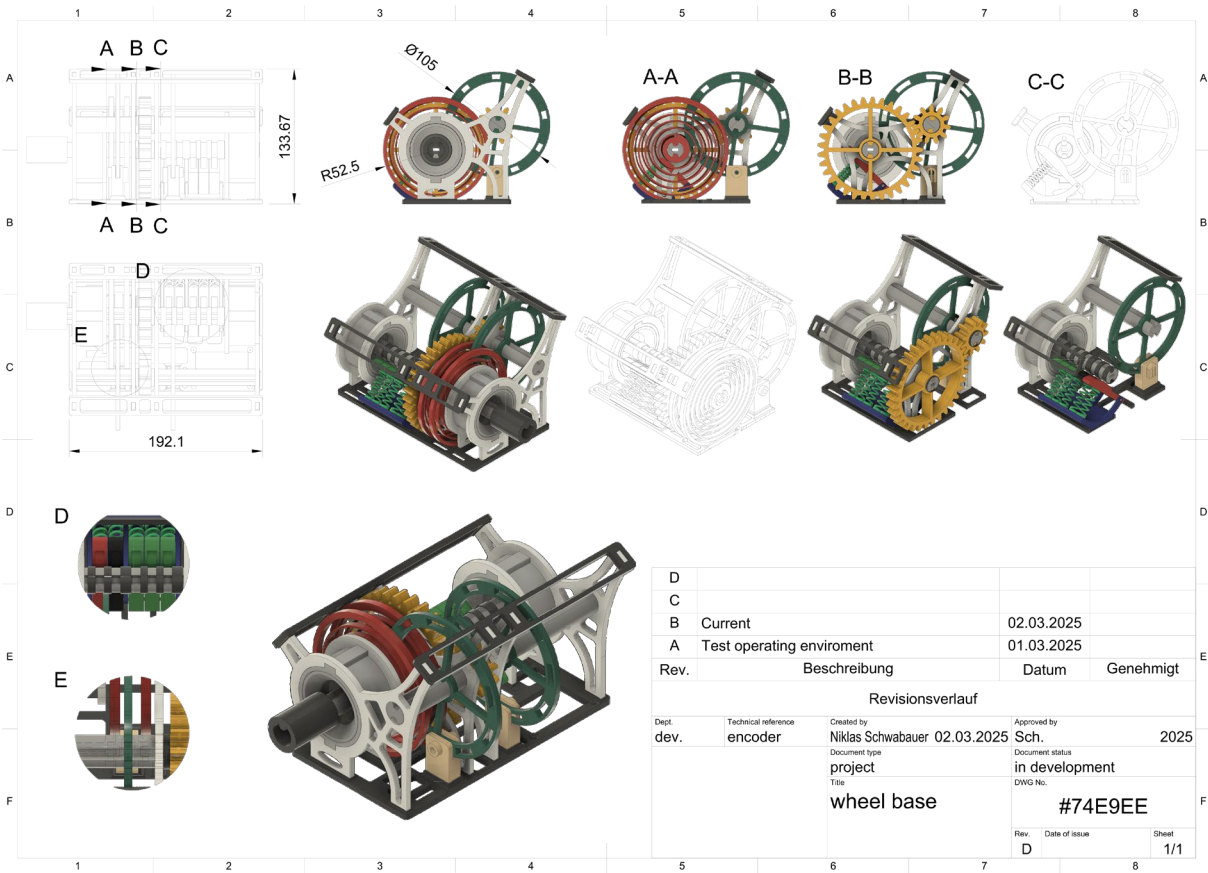 1 2 3 4 5 6 7 8
A A
B B
C C
D D
E E
F F
A B C
133.67
A B C
Ø105
R52.5
A-A
B-B
C-C
D
E
192.1
D
E
D
C
B Current 02.03.2025
A Test operating enviroment 01.03.2025
Rev. Beschreibung Datum Genehmigt
Revisionsverlauf
Dept. Technical reference Created by Approved by
dev. encoder Niklas Schwabauer 02.03.2025 Sch. 2025
Document type Document status
project in development
Title DWG No.
wheel base #74E9EE
Rev. Date of issue Sheet
D 1/1
1 2 3 4 5 6 7 8